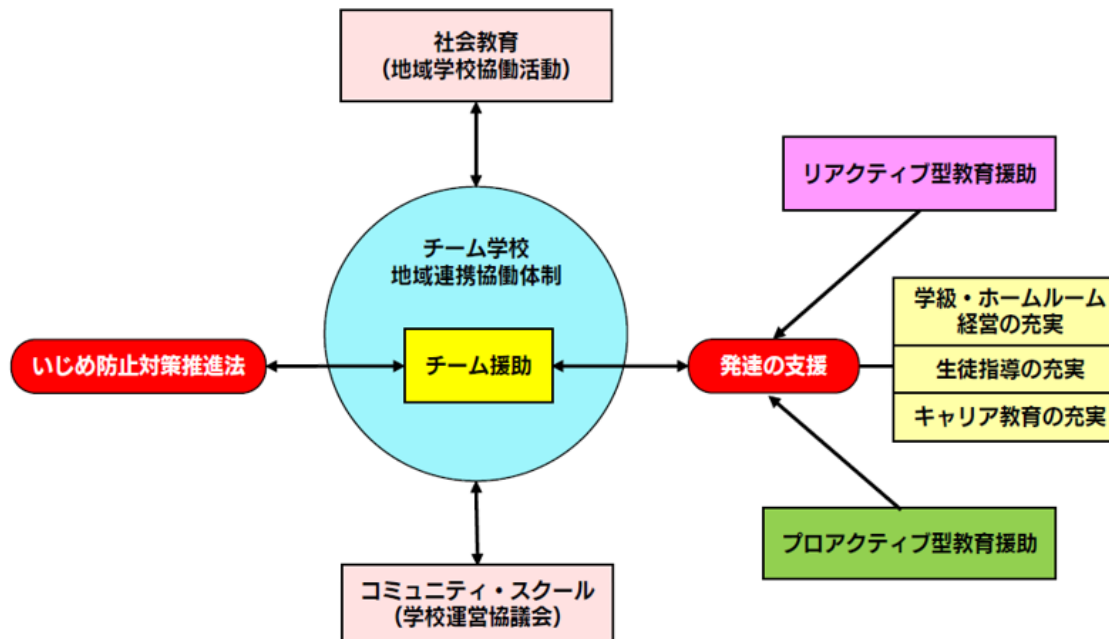 社会教育
（地域学校協働活動）
リアクティブ型教育援助
チーム学校
地域連携協働体制
学級・ホームルーム
経営の充実
いじめ防止対策推進法
チーム援助
発達の支援
生徒指導の充実
キャリア教育の充実
プロアクティブ型教育援助
コミュニティ・スクール
（学校運営協議会）